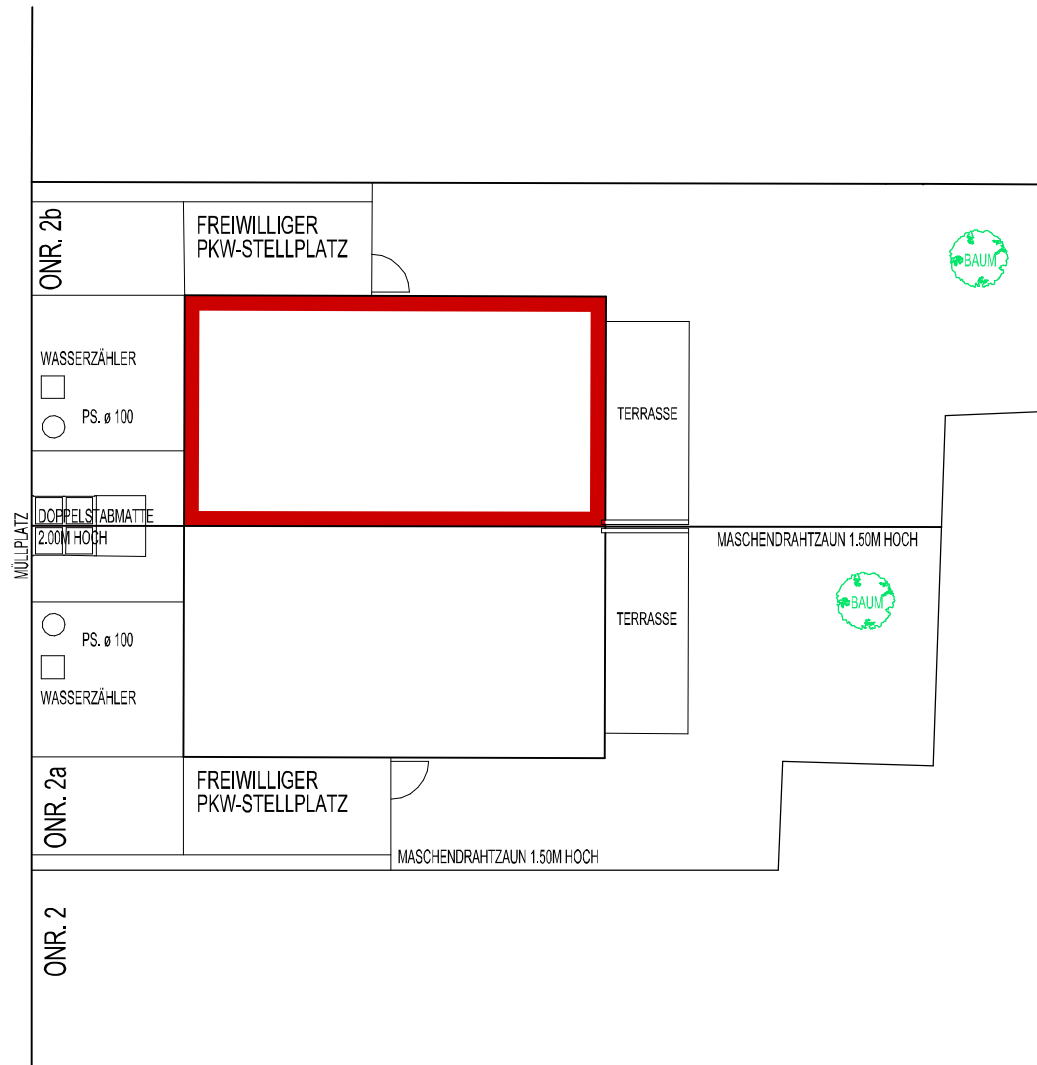 ONR. 2b
FREIWILLIGER
PKW-STELLPLATZ
BAUM
WASSERZÄHLER
PS. ø 100
TERRASSE
MÜLLPLATZ
DOPPELSTABMATTE
2.00M HOCH
MASCHENDRAHTZAUN 1.50M HOCH
BAUM
PS. ø 100
TERRASSE
WASSERZÄHLER
ONR. 2a
FREIWILLIGER
PKW-STELLPLATZ
MASCHENDRAHTZAUN 1.50M HOCH
ONR. 2